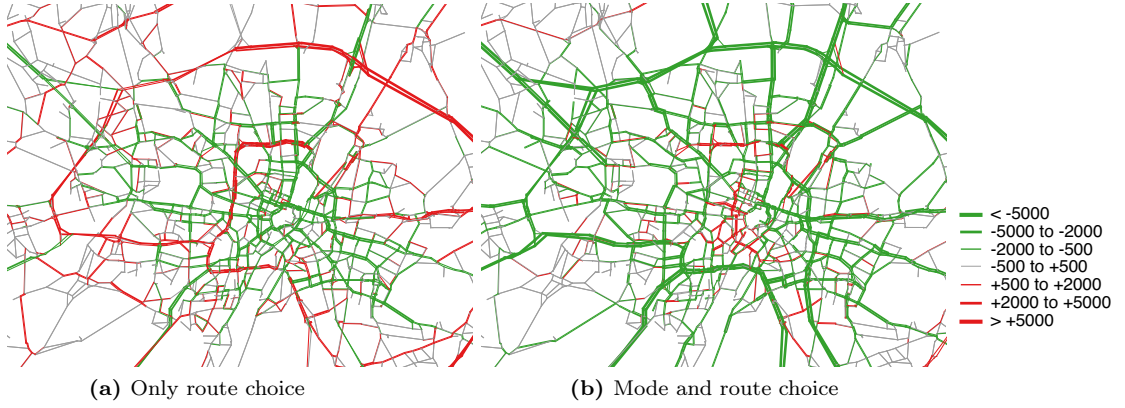 < -5000
-5000 to -2000
-2000 to -500
-500 to +500
+500 to +2000
+2000 to +5000
> +5000
(a) Only route choice
(b) Mode and route choice